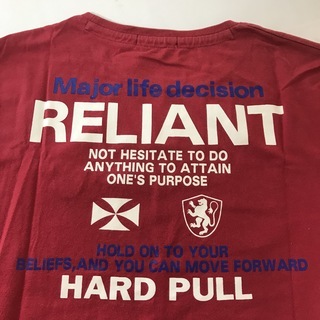 Major life decision
RELIANT
NOT HESITATE TO DO
ANYTHING TO ATTAIN
ONE'S PURPOSE
HOLD ON TO YOUR
BELIEFS,AND YOU CAN MOVE FORWARD
HARD PULL